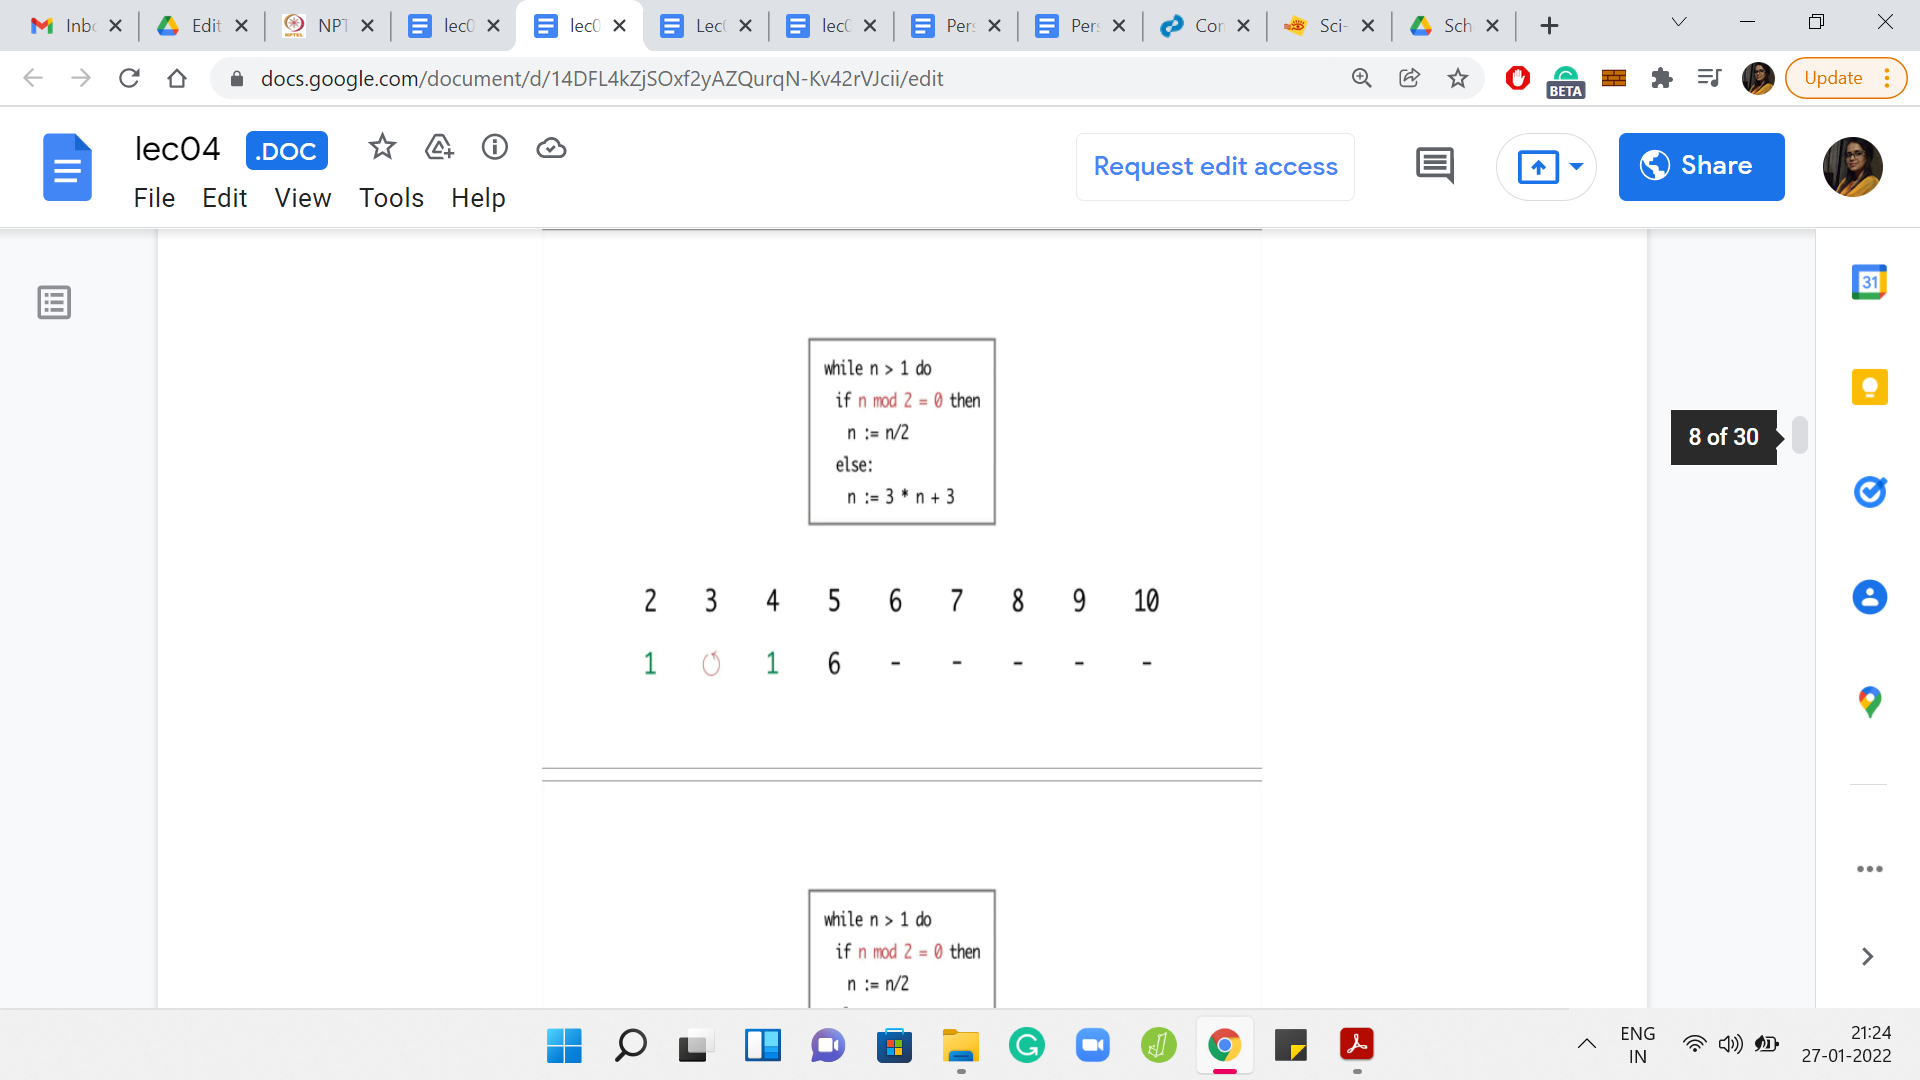 Inbc
Edit
NPT
lec0
lec0
Lec
lec0
Pers
Pers
Con
Sci-
Sch
docs.google.com/document/d/14DFL4kZjSOxf2yAZQurqN-Kv42rVJcii/edit
BETA
Update
lec04 .DOC
Request edit access
Share
File Edit View Tools Help
31
while n > 1 do
if n mod 2 = 0 then
n := n/2
else:
n := 3 * n + 3
8 of 30
2 3 4 5 6 7 8 9 10
1 1 6 - - - - -
while n > 1 do
if n mod 2 = 0 then
n := n/2
ENG
IN
21:24
27-01-2022